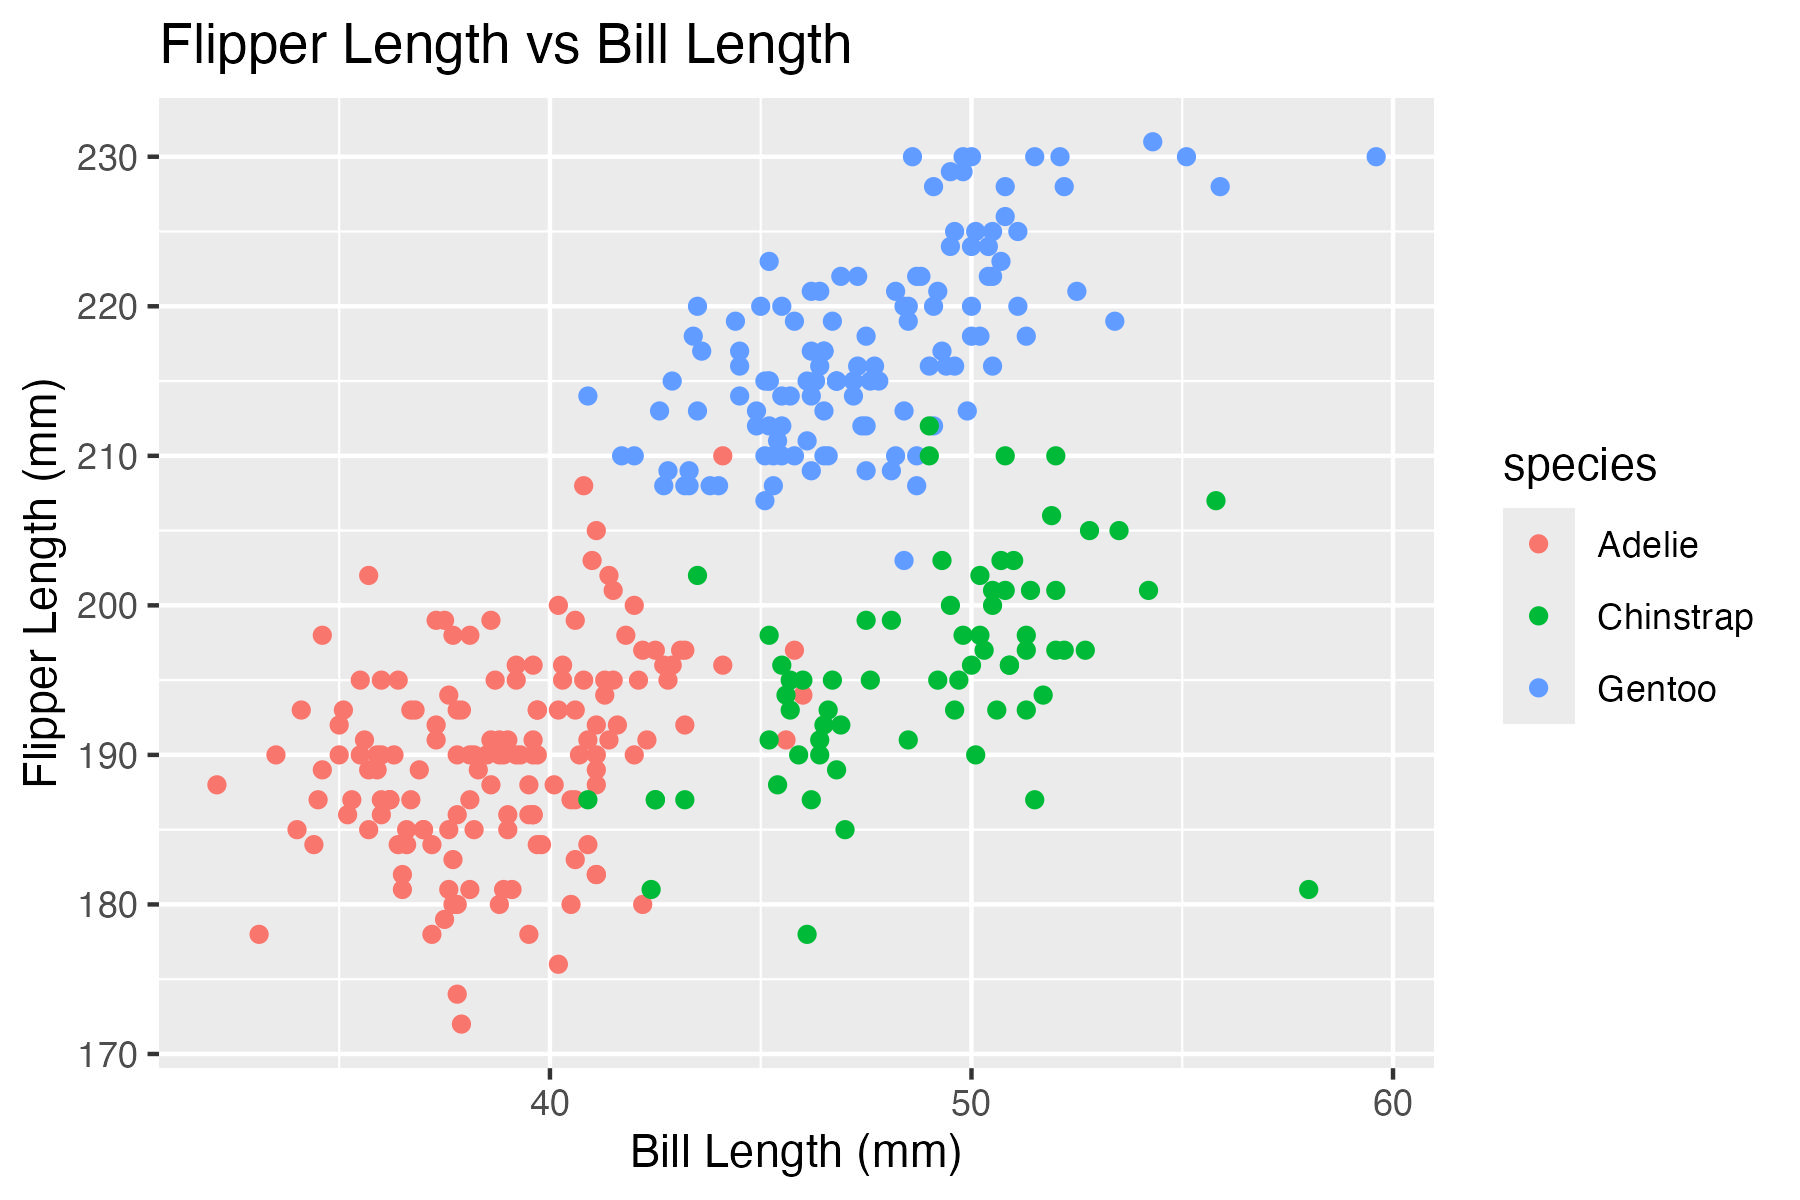 Flipper Length vs Bill Length
230
220
210
200
190
180
170
Flipper Length (mm)
40 50 60
Bill Length (mm)
species
Adelie
Chinstrap
Gentoo